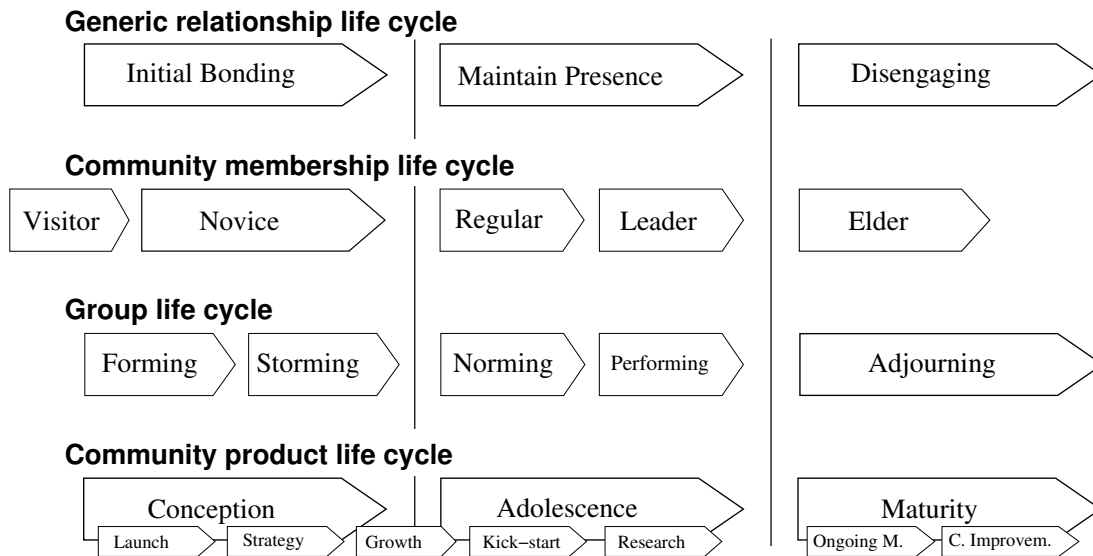 Generic relationship life cycle
Initial Bonding
Maintain Presence
Disengaging
Community membership life cycle
Visitor
Novice
Regular
Leader
Elder
Group life cycle
Forming
Storming
Norming
Performing
Adjourning
Community product life cycle
Conception
Adolescence
Maturity
Launch
Strategy
Growth
Kick−start
Research
Ongoing M.
C. Improvem.